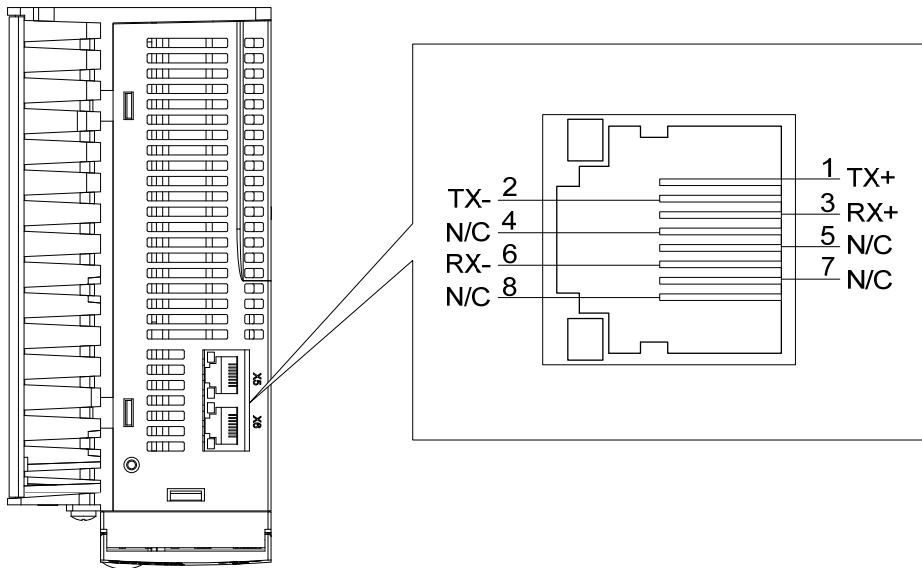 1 TX+
TX- 2
3 RX+
N/C 4
5 N/C
RX- 6
7 N/C
N/C 8
X5
X6